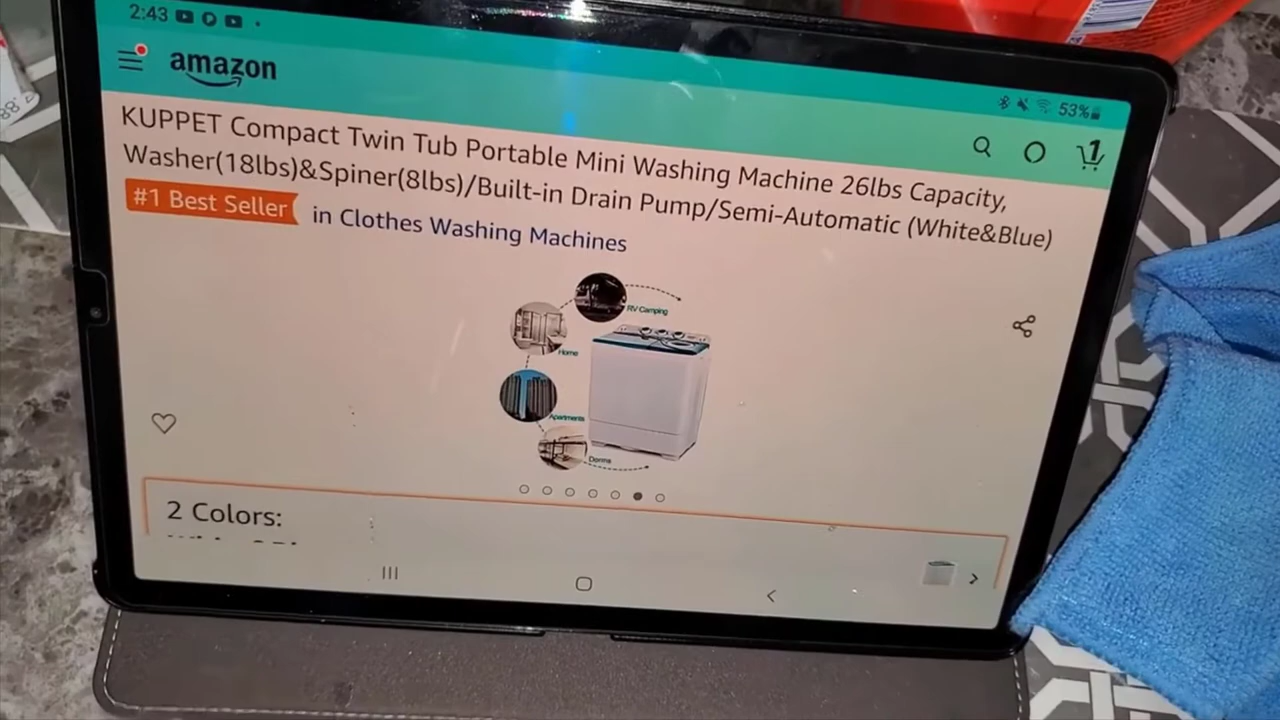 2:43
53%
amazon
1
KUPPET Compact Twin Tub Portable Mini Washing Machine 26lbs Capacity,
Washer(18lbs)&Spiner(8lbs)/Built-in Drain Pump/Semi-Automatic (White&Blue)
#1 Best Seller in Clothes Washing Machines
RV Camping
Home
Apartments
Dorms
2 Colors:
.88